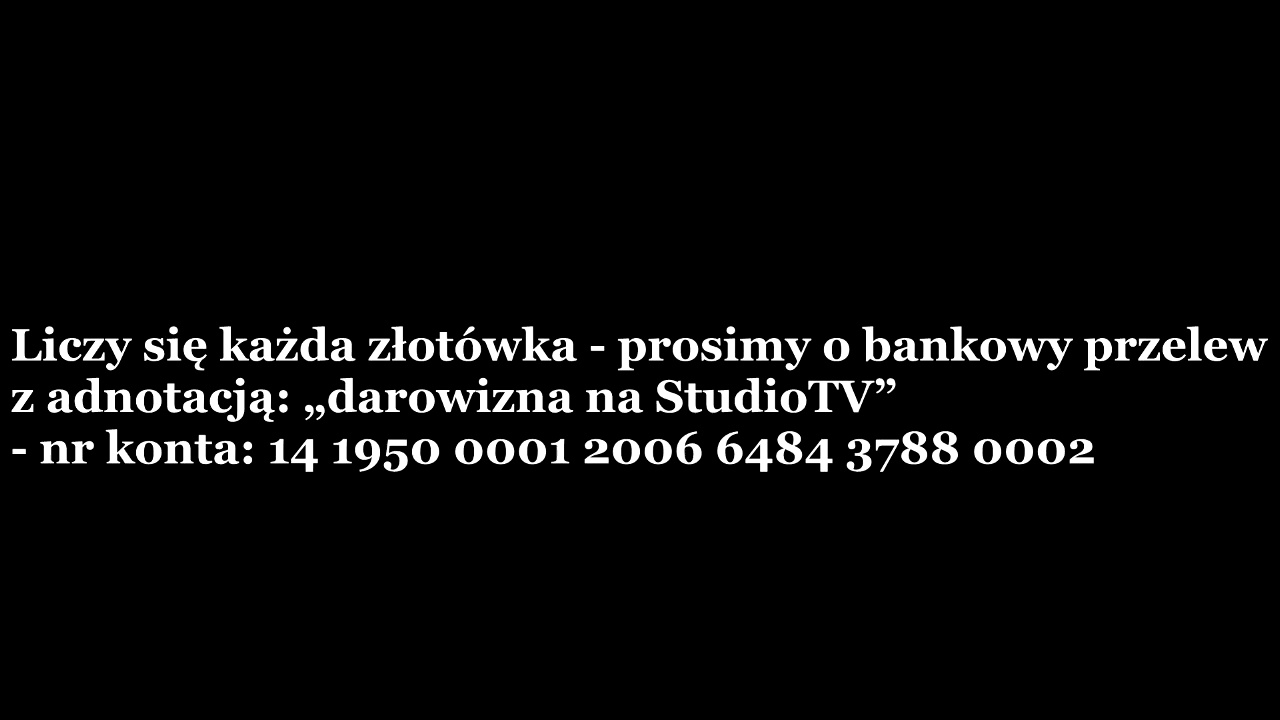 Liczy się każda złotówka - prosimy o bankowy przelew
z adnotacją: „darowizna na StudioTV”
- nr konta: 14 1950 0001 2006 6484 3788 0002